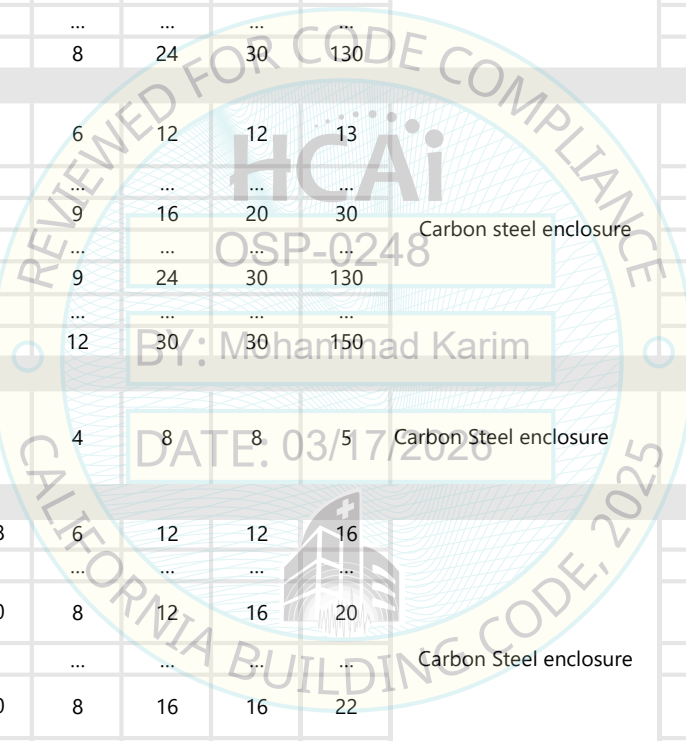 ... ... ... ...
8 24 30 130
6 12 12 13
... ... ... ...
9 16 20 30
Carbon steel enclosure
... ... ... ...
9 24 30 130
... ... ... ...
12 30 30 150
4 8 8 5 Carbon Steel enclosure
6 12 12 16
... ... ... ...
0 8 12 16 20
... ... ... ... Carbon Steel enclosure
0 8 16 16 22
REVIEWED FOR CODE COMPLIANCE
HCAi
OSP-0248
BY: Mohammad Karim
DATE: 03/17/2026
CALIFORNIA BUILDING CODE, 2025